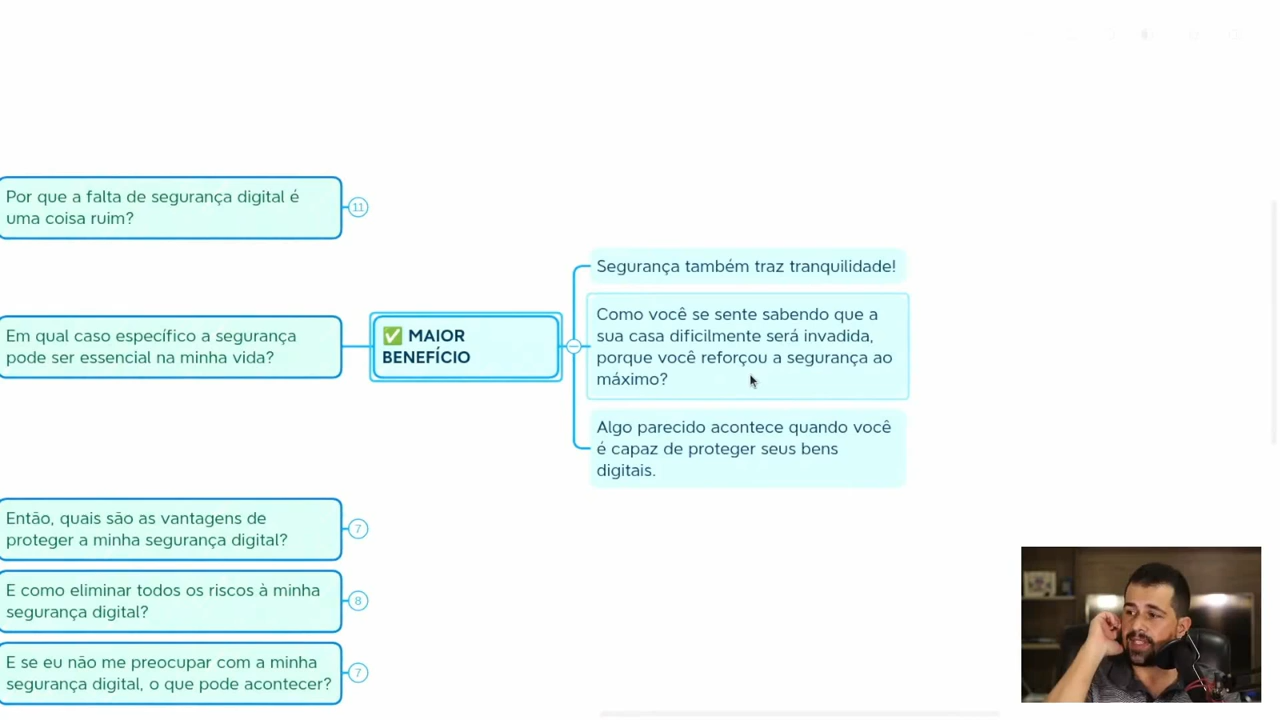 Por que a falta de segurança digital é
uma coisa ruim?
11
Segurança também traz tranquilidade!
Em qual caso específico a segurança
pode ser essencial na minha vida?
✅ MAIOR
BENEFÍCIO
Como você se sente sabendo que a
sua casa dificilmente será invadida,
porque você reforçou a segurança ao
máximo?
Algo parecido acontece quando você
é capaz de proteger seus bens
digitais.
Então, quais são as vantagens de
proteger a minha segurança digital?
7
E como eliminar todos os riscos à minha
segurança digital?
8
E se eu não me preocupar com a minha
segurança digital, o que pode acontecer?
7